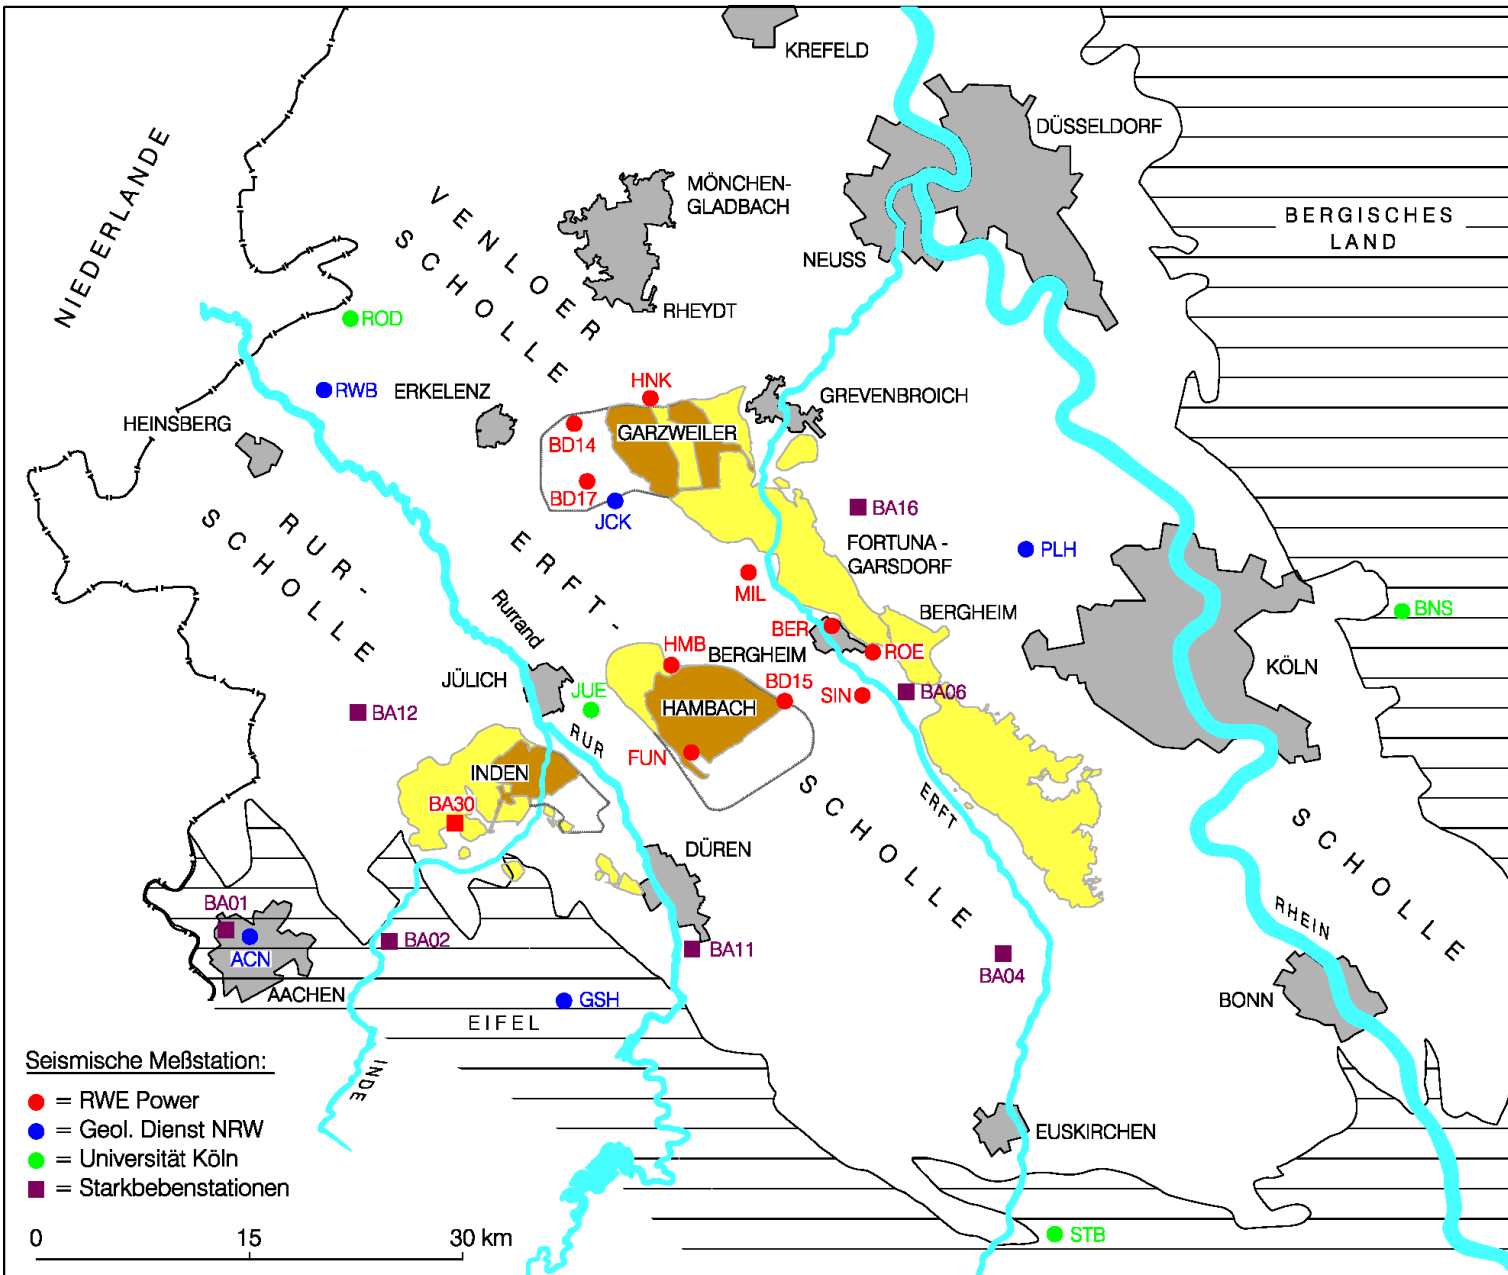 KREFELD
DÜSSELDORF
NIEDERLANDE
VENLOER
SCHOLLE
MÖNCHEN-
GLADBACH
RHEYDT
NEUSS
BERGISCHES
LAND
ROD
RWB
ERKELENZ
HEINSBERG
HNK
BD14
GARZWEILER
BD17
JCK
GREVENBROICH
BA16
FORTUNA -
GARSDORF
PLH
RUR-
SCHOLLE
ERFT-
SCHOLLE
MIL
BERGHEIM
BER
ROE
BNS
KÖLN
Rurrand
JÜLICH
JUE
HMB
BERGHEIM
BD15
SIN
BA06
HAMBACH
FUN
BA12
RUR
INDEN
BA30
ERFT
DÜREN
SCHOLLE
RHEIN
BA01
ACN
AACHEN
BA02
BA11
BA04
GSH
EIFEL
BONN
INDE
EUSKIRCHEN
STB
Seismische Meßstation:
= RWE Power
= Geol. Dienst NRW
= Universität Köln
= Starkbebenstationen
0 15 30 km